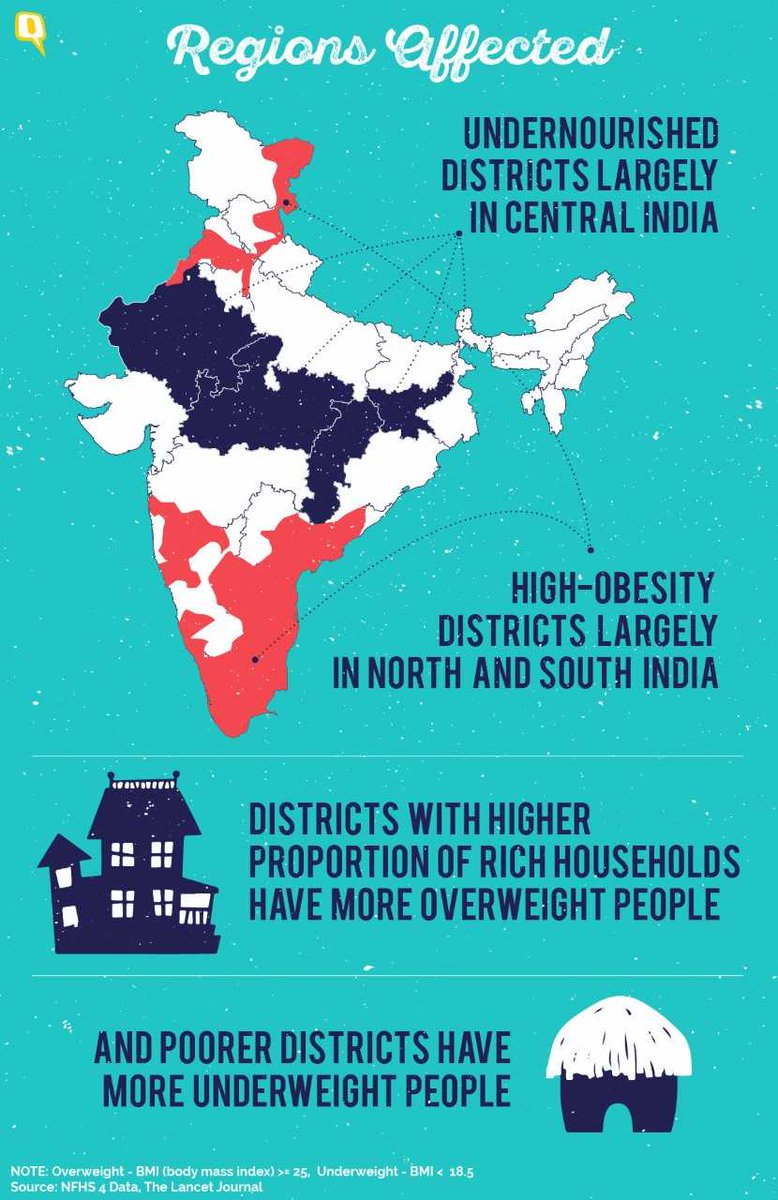 Q
Regions Affected
UNDERNOURISHED
DISTRICTS LARGELY
IN CENTRAL INDIA
HIGH-OBESITY
DISTRICTS LARGELY
IN NORTH AND SOUTH INDIA
DISTRICTS WITH HIGHER
PROPORTION OF RICH HOUSEHOLDS
HAVE MORE OVERWEIGHT PEOPLE
AND POORER DISTRICTS HAVE
MORE UNDERWEIGHT PEOPLE
NOTE: Overweight - BMI (body mass index) >= 25, Underweight - BMI < 18.5
Source: NFHS 4 Data, The Lancet Journal